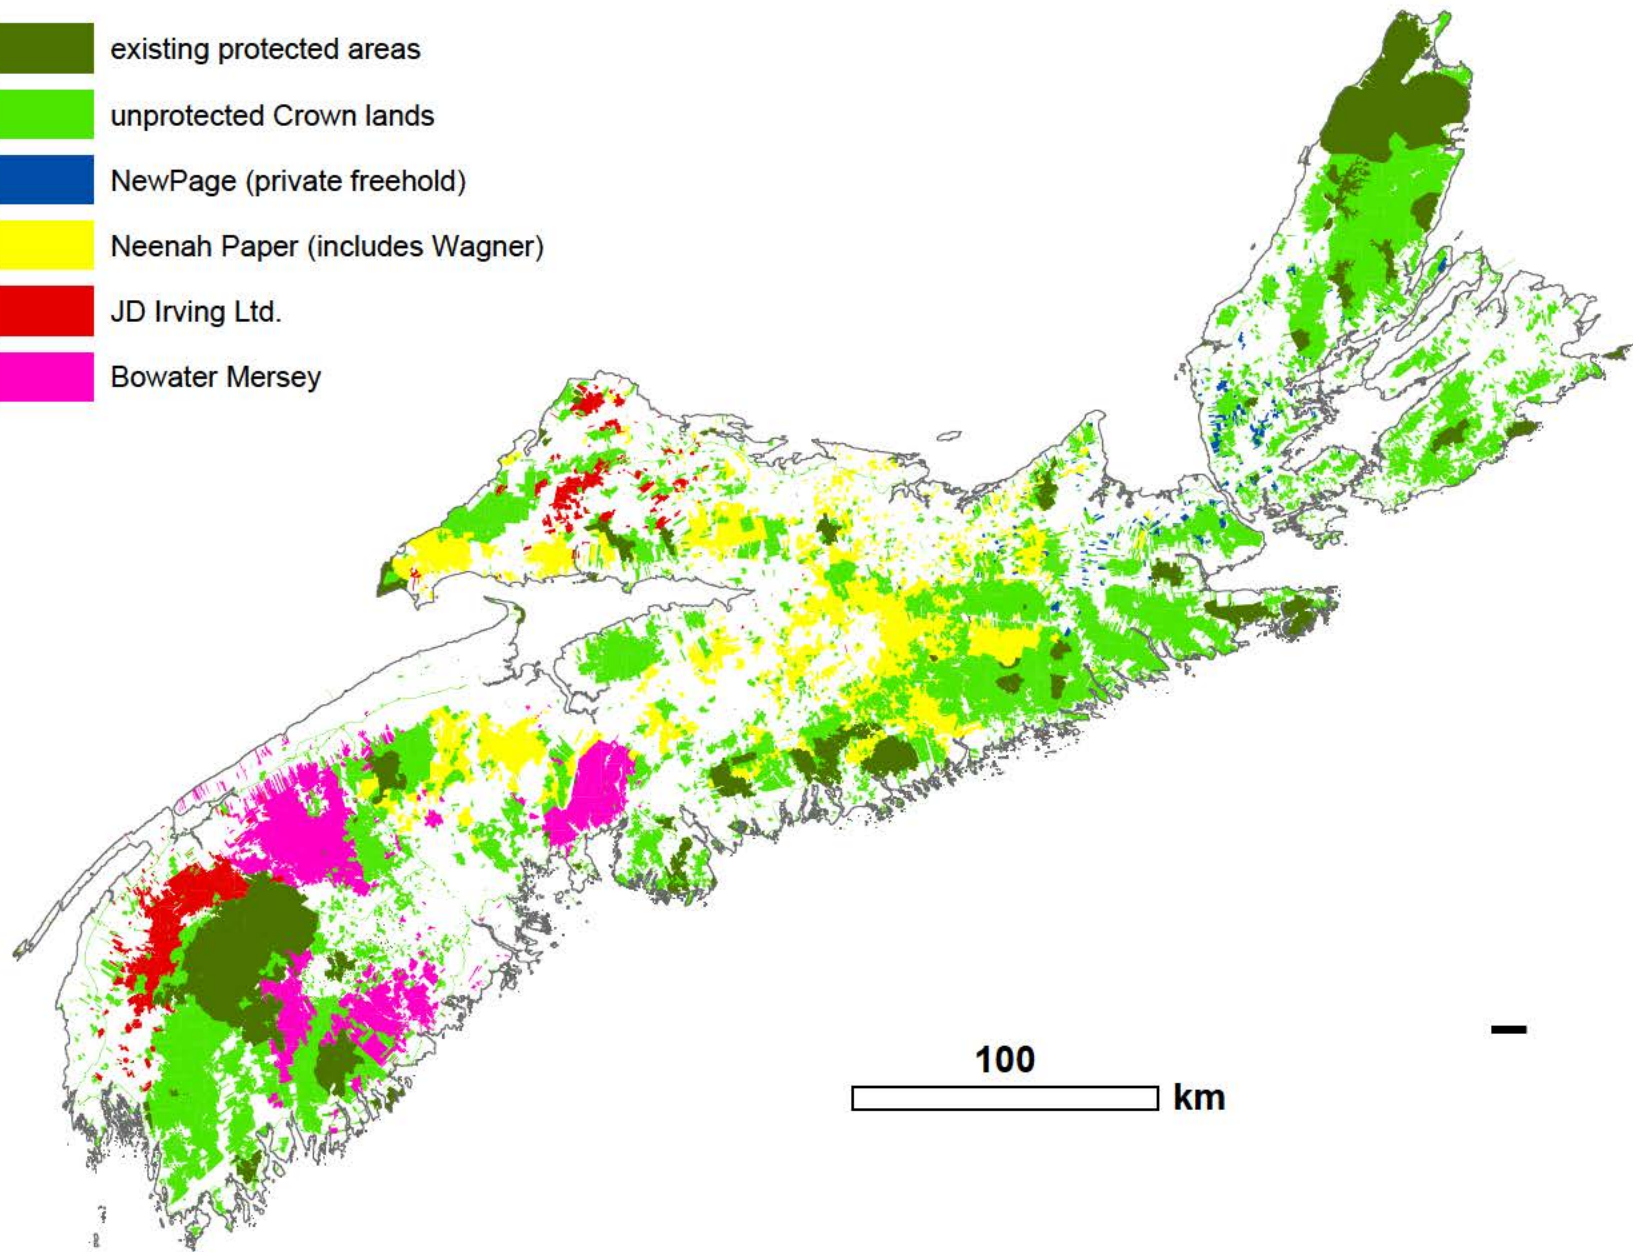 existing protected areas
unprotected Crown lands
NewPage (private freehold)
Neenah Paper (includes Wagner)
JD Irving Ltd.
Bowater Mersey
100
km